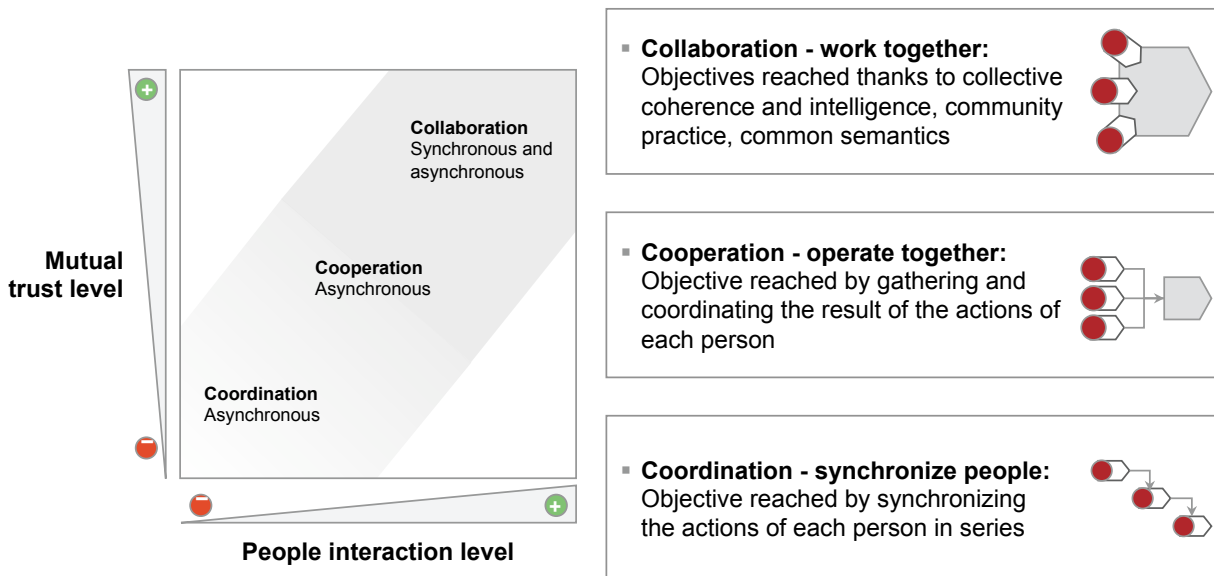 Mutual
trust level
Collaboration
Synchronous and
asynchronous
Cooperation
Asynchronous
Coordination
Asynchronous
People interaction level
Collaboration - work together:
Objectives reached thanks to collective
coherence and intelligence, community
practice, common semantics
Cooperation - operate together:
Objective reached by gathering and
coordinating the result of the actions of
each person
Coordination - synchronize people:
Objective reached by synchronizing
the actions of each person in series